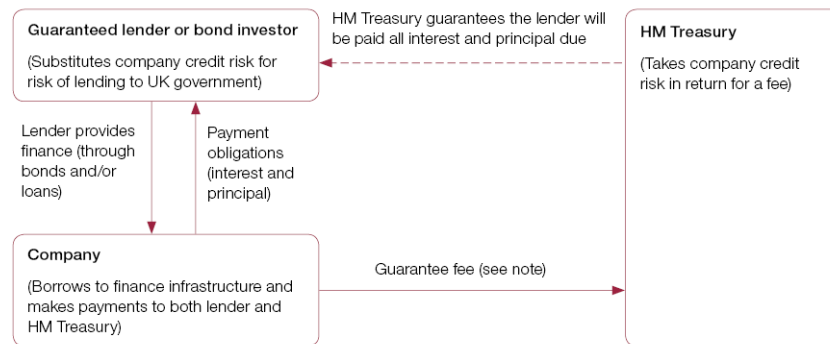 Guaranteed lender or bond investor
(Substitutes company credit risk for
risk of lending to UK government)
HM Treasury guarantees the lender will
be paid all interest and principal due
HM Treasury
(Takes company credit
risk in return for a fee)
Lender provides
finance (through
bonds and/or
loans)
Payment
obligations
(interest and
principal)
Company
(Borrows to finance infrastructure and
makes payments to both lender and
HM Treasury)
Guarantee fee (see note)